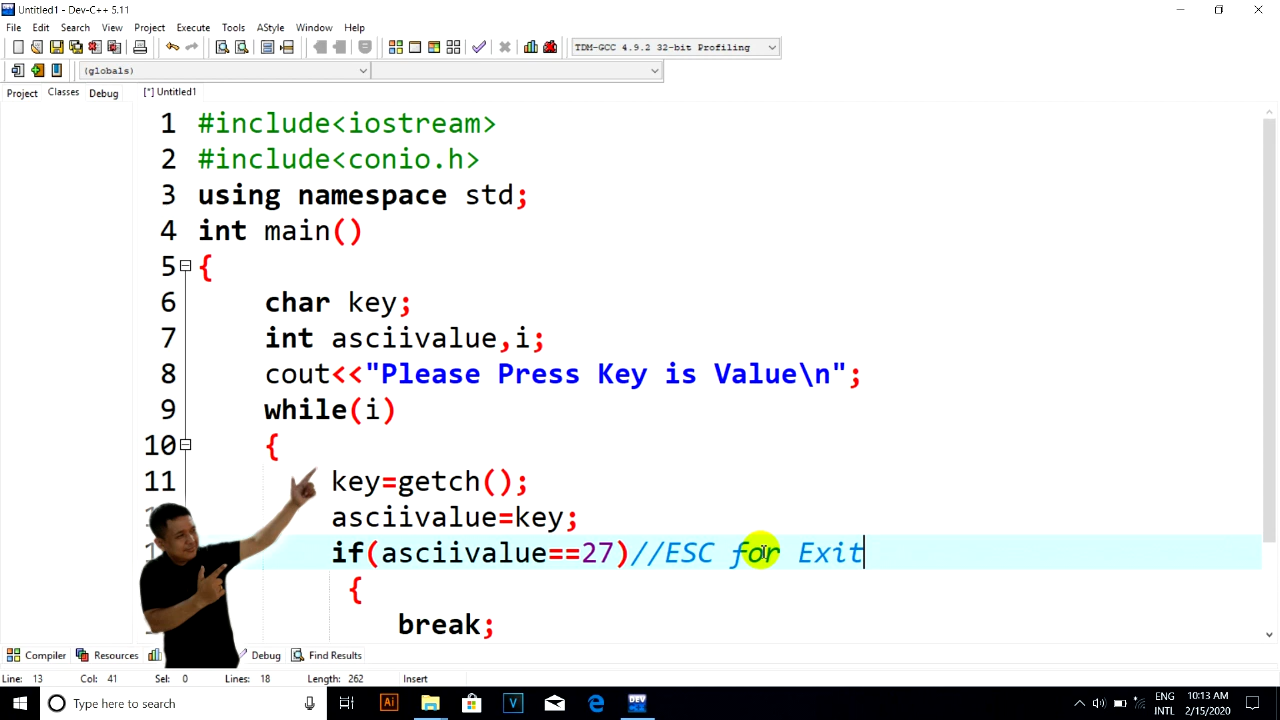 Untitled1 - Dev-C++ 5.11
File Edit Search View Project Execute Tools AStyle Window Help
TDM-GCC 4.9.2 32-bit Profiling
(globals)
Project Classes Debug [*] Untitled1
1 #include<iostream>
2 #include<conio.h>
3 using namespace std;
4 int main()
5 {
6 char key;
7 int asciivalue,i;
8 cout<<"Please Press Key is Value\n";
9 while(i)
10 {
11 key=getch();
asciivalue=key;
if(asciivalue==27)//ESC for Exit
{
break;
Compiler Resources Debug Find Results
Line: 13 Col: 41 Sel: 0 Lines: 18 Length: 262 Insert
Type here to search Ai V DEV ENG 10:13 AM
INTL 2/15/2020